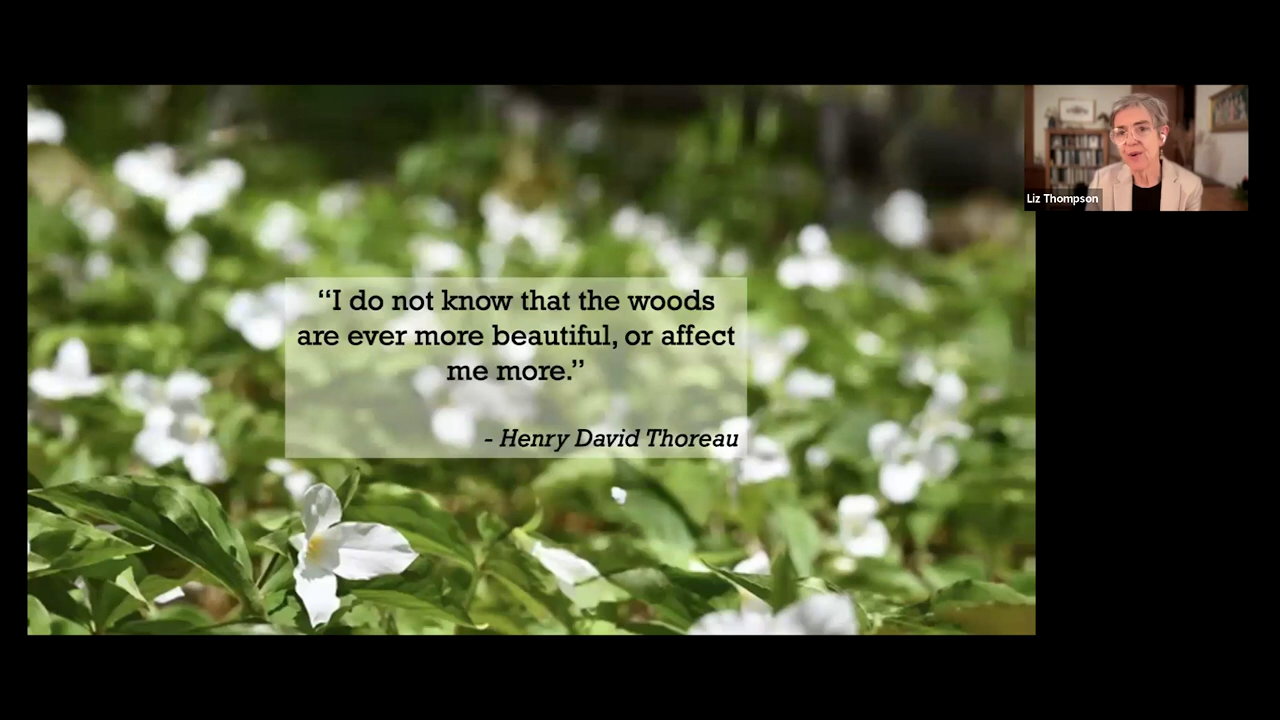 “I do not know that the woods
are ever more beautiful, or affect
me more.”
- Henry David Thoreau
Liz Thompson